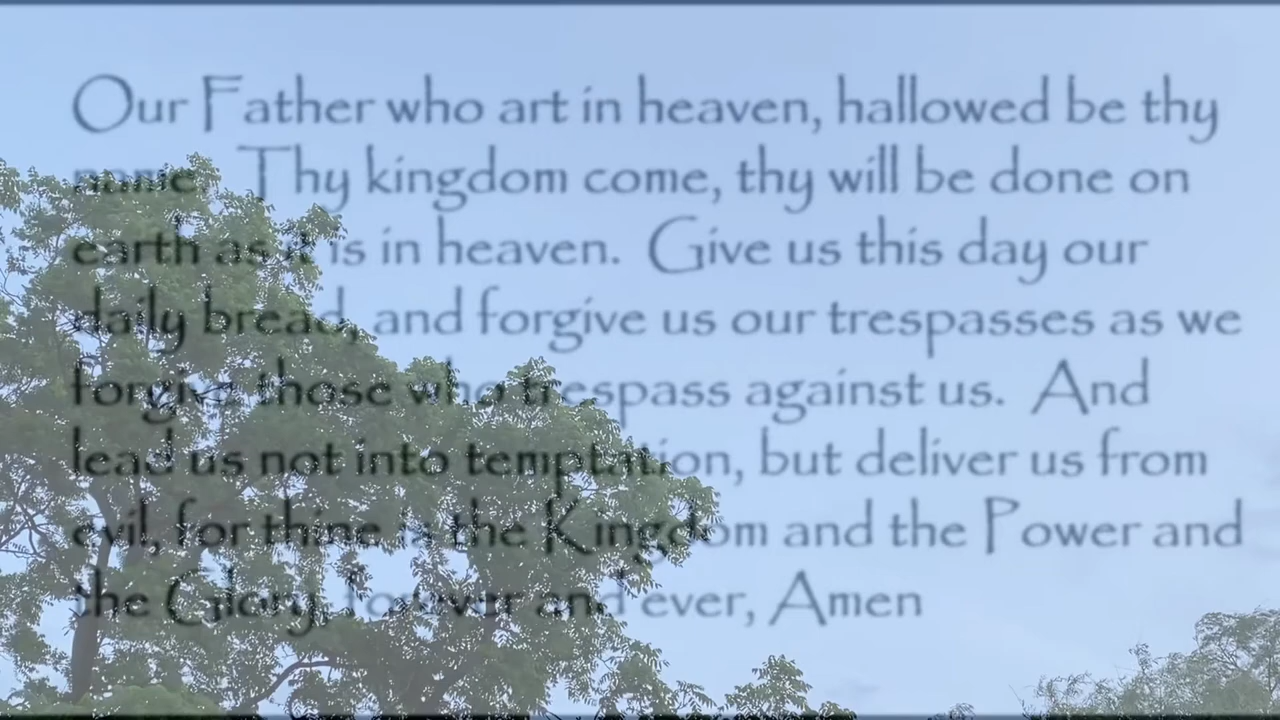 Our Father who art in heaven, hallowed be thy
name. Thy kingdom come, thy will be done on
earth as it is in heaven. Give us this day our
daily bread, and forgive us our trespasses as we
forgive those who trespass against us. And
lead us not into temptation, but deliver us from
evil, for thine is the Kingdom and the Power and
the Glory, forever and ever, Amen